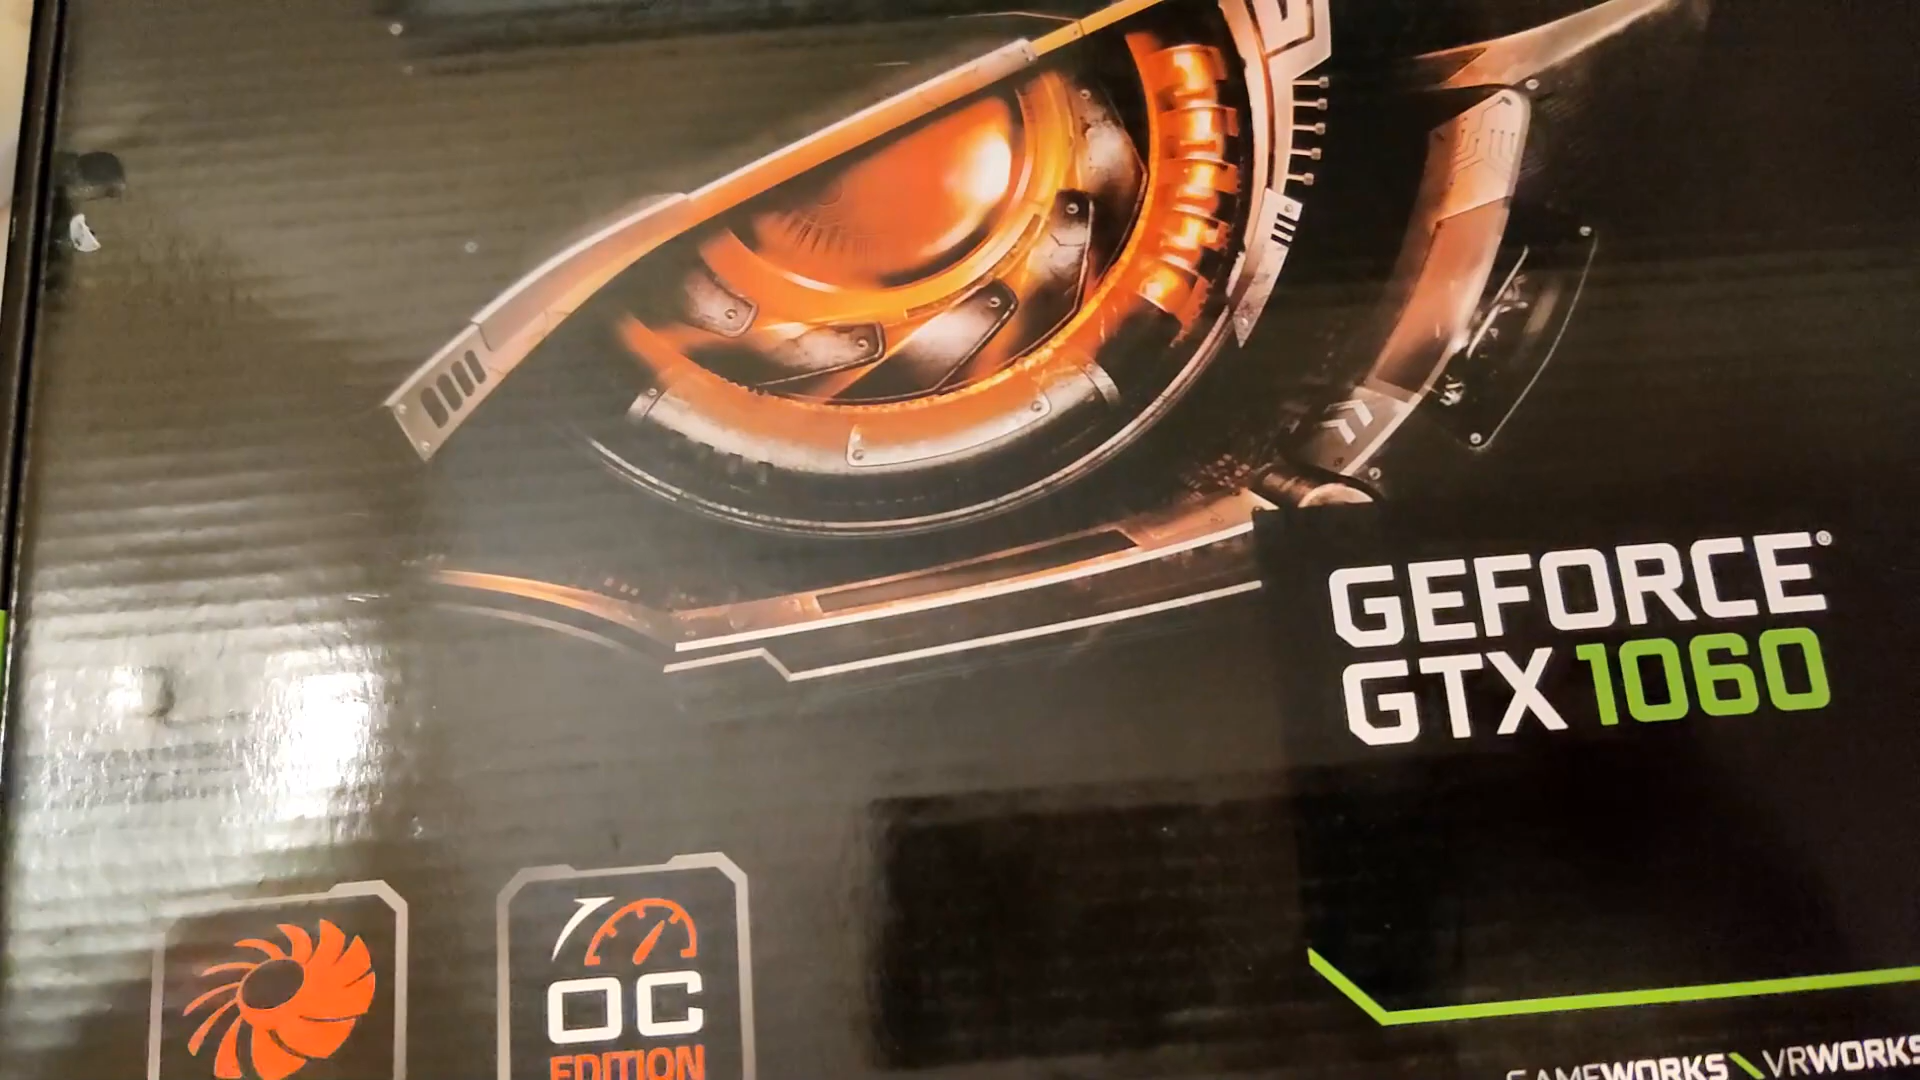 GEFORCE®
GTX 1060
OC
EDITION
GAMEWORKS VRWORKS